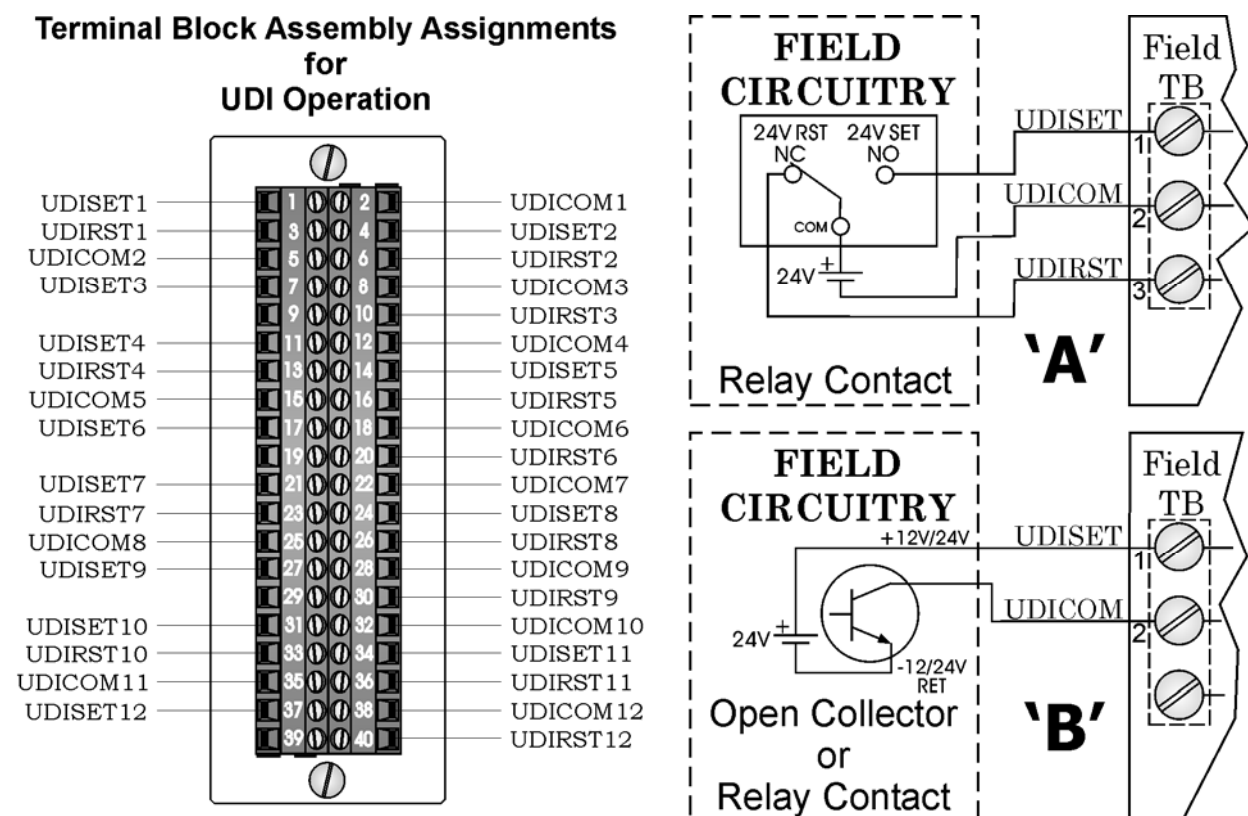 Terminal Block Assembly Assignments
for
UDI Operation
UDISET1 1 2 UDICOM1
UDIRST1 3 4 UDISET2
UDICOM2 5 6 UDIRST2
UDISET3 7 8 UDICOM3
9 10 UDIRST3
UDISET4 11 12 UDICOM4
UDIRST4 13 14 UDISET5
UDICOM5 15 16 UDIRST5
UDISET6 17 18 UDICOM6
19 20 UDIRST6
UDISET7 21 22 UDICOM7
UDIRST7 23 24 UDISET8
UDICOM8 25 26 UDIRST8
UDISET9 27 28 UDICOM9
29 30 UDIRST9
UDISET10 31 32 UDICOM10
UDIRST10 33 34 UDISET11
UDICOM11 35 36 UDIRST11
UDISET12 37 38 UDICOM12
39 40 UDIRST12
FIELD
CIRCUITRY
24V RST 24V SET
NC NO
COM
24V +
Relay Contact
UDISET
UDICOM
UDIRST
'A'
Field
TB
1
2
3
FIELD
CIRCUITRY
+12V/24V
24V +
-12/24V
RET
Open Collector
or
Relay Contact
UDISET
UDICOM
'B'
Field
TB
1
2